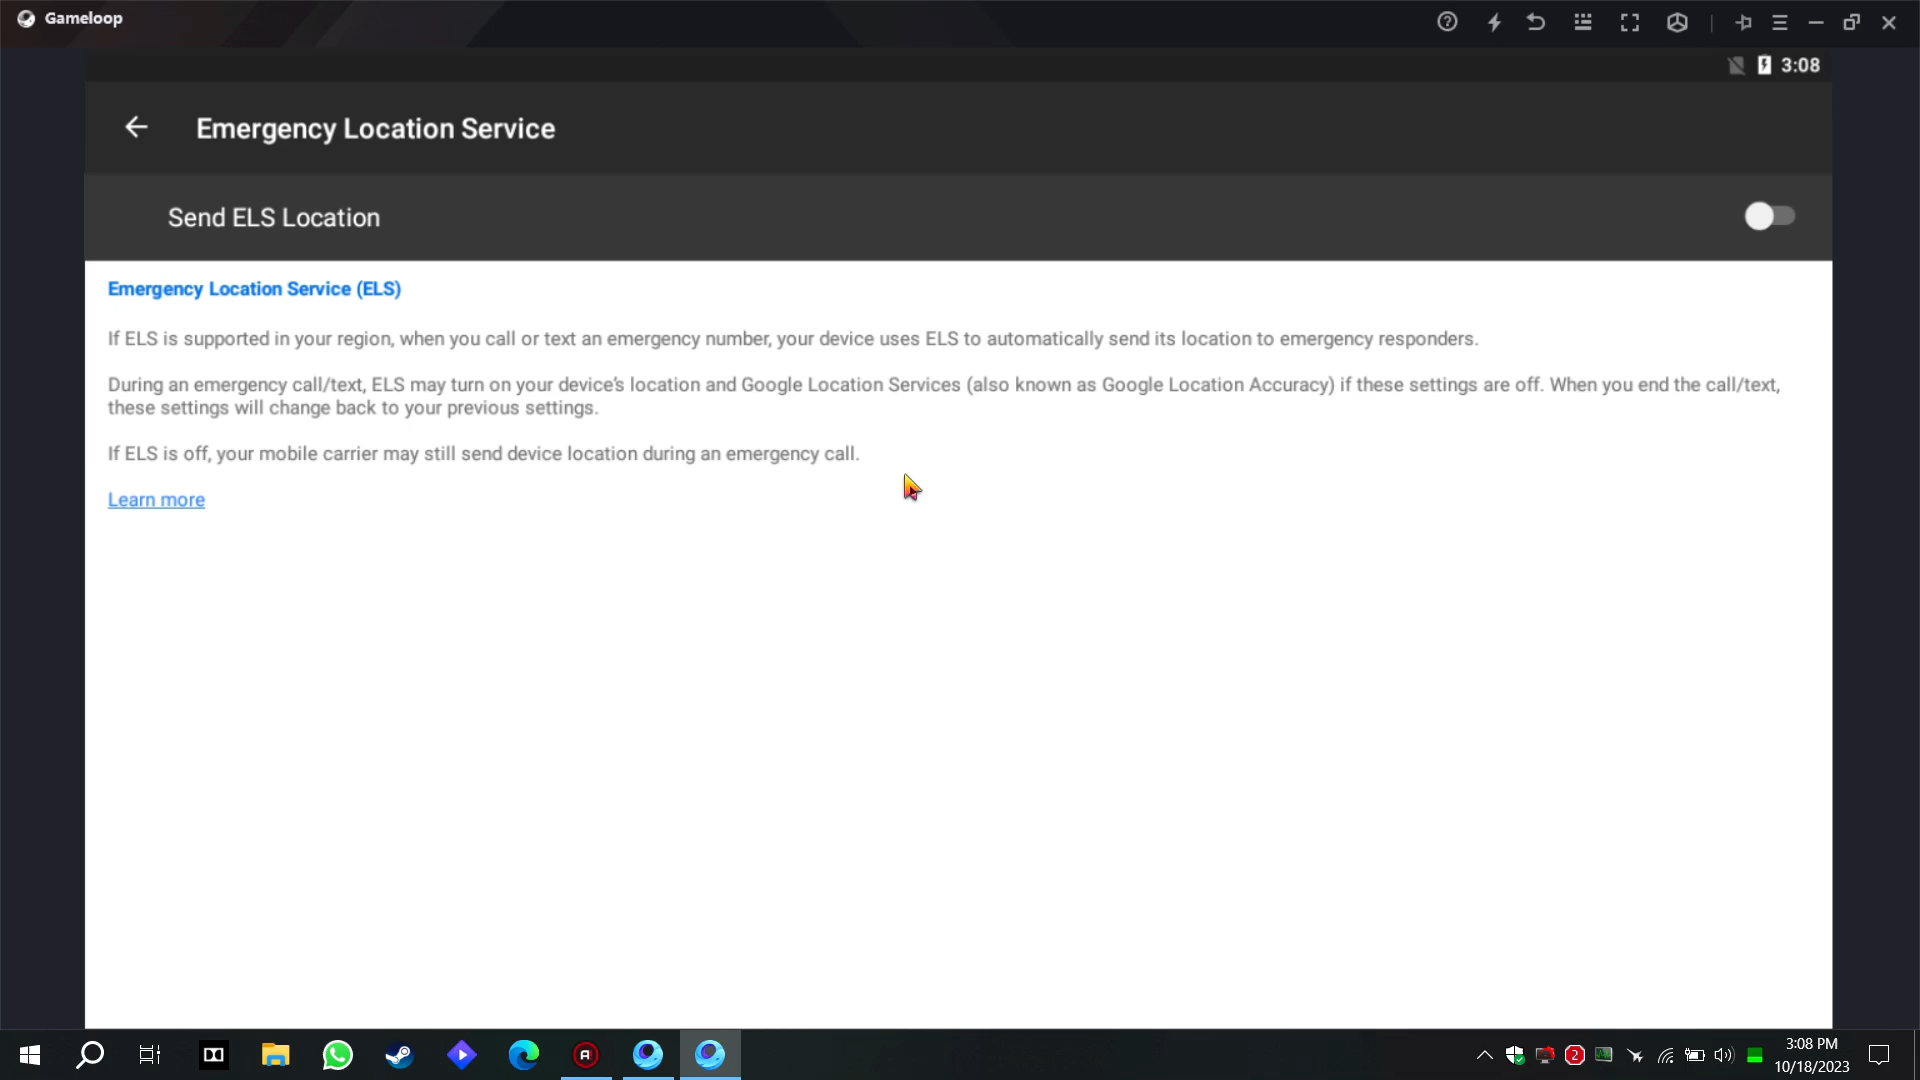 Gameloop
3:08
Emergency Location Service
Send ELS Location
Emergency Location Service (ELS)
If ELS is supported in your region, when you call or text an emergency number, your device uses ELS to automatically send its location to emergency responders.
During an emergency call/text, ELS may turn on your device's location and Google Location Services (also known as Google Location Accuracy) if these settings are off. When you end the call/text,
these settings will change back to your previous settings.
If ELS is off, your mobile carrier may still send device location during an emergency call.
Learn more
2
3:08 PM
10/18/2023